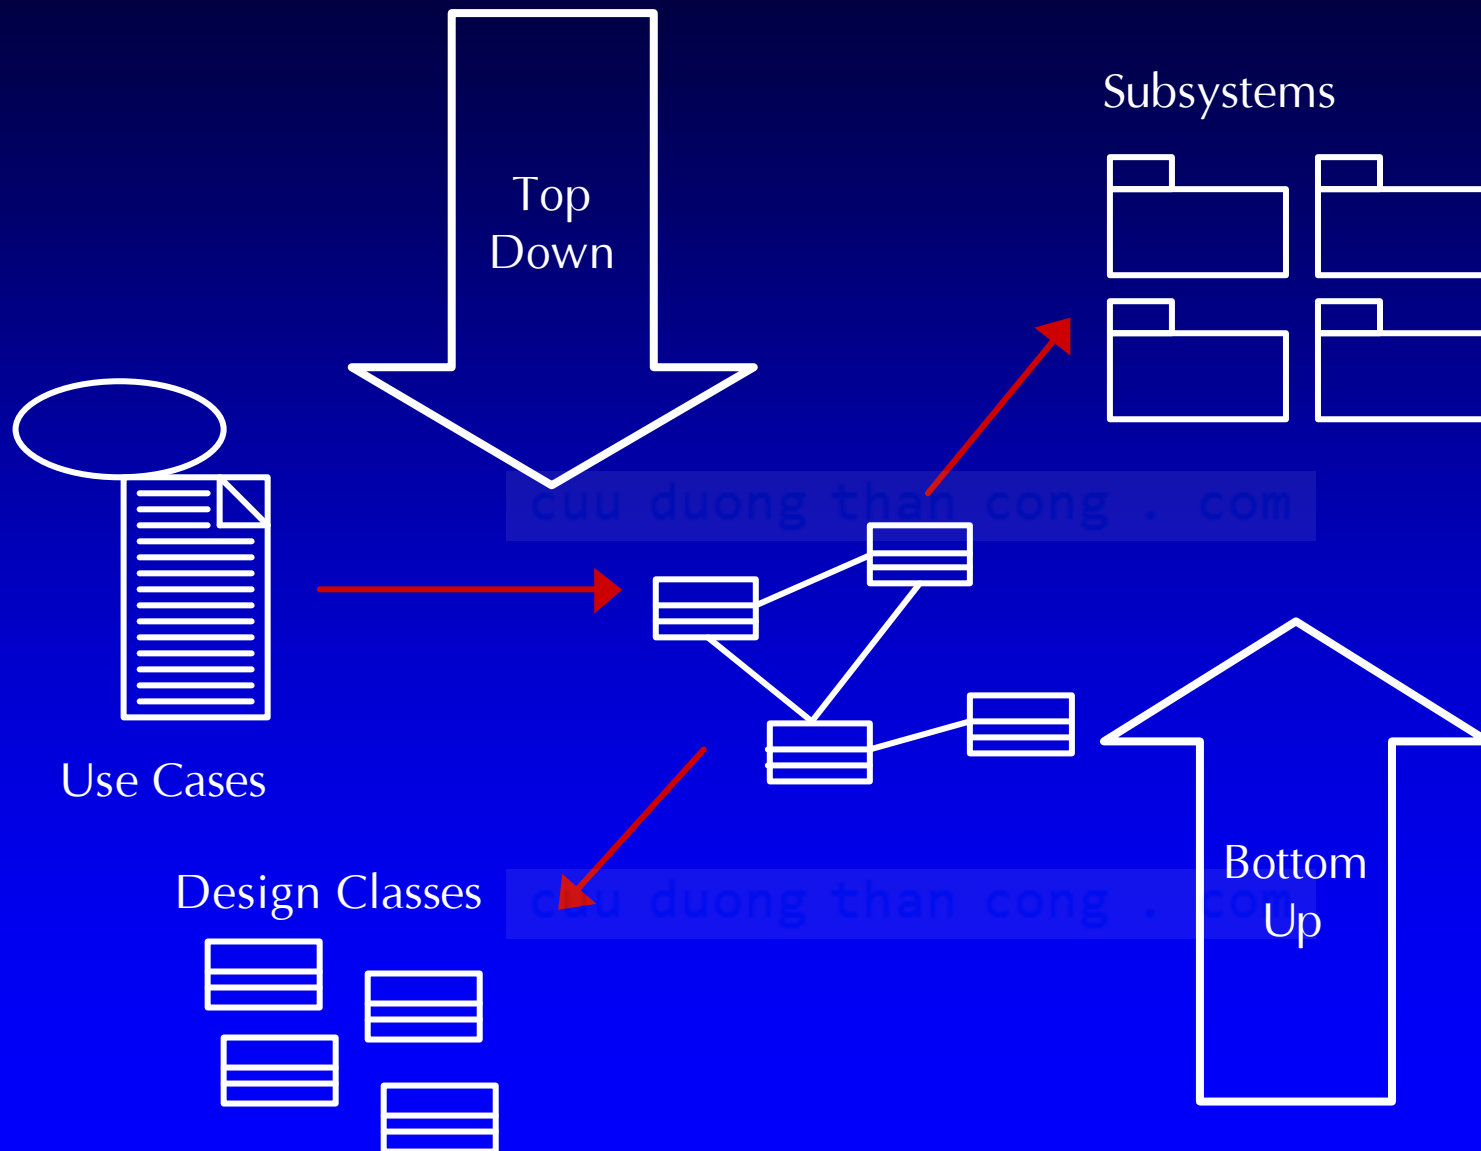 Subsystems
Top
Down
cuu duong than cong . com
Use Cases
Bottom
Up
Design Classes
cuu duong than cong . com